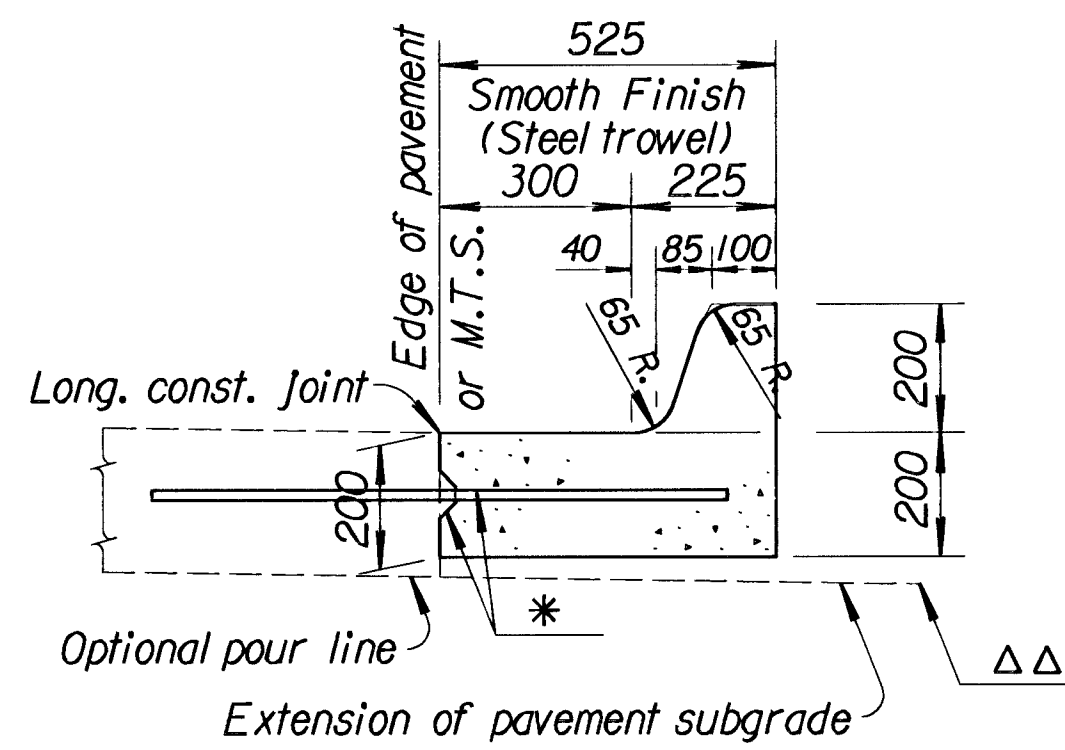 525
Smooth Finish
(Steel trowel)
300
225
Edge of pavement
or M.T.S.
40
85
100
65 R.
65 R.
200
Long. const. joint
200
200
*
Optional pour line
Δ Δ
Extension of pavement subgrade